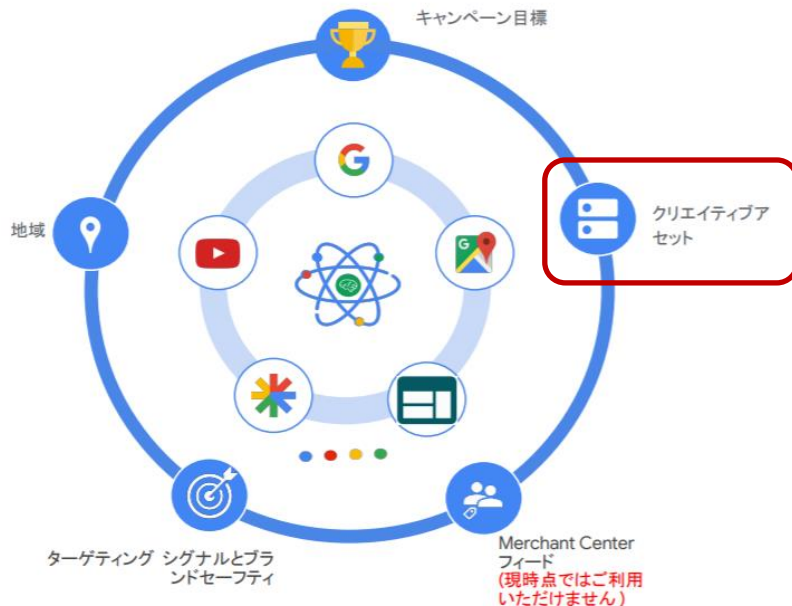 キャンペーン目標
クリエイティブア
セット
地域
G
ターゲティング シグナルとブラ
ンドセーフティ
Merchant Center
フィード
(現時点ではご利用
いただけません)